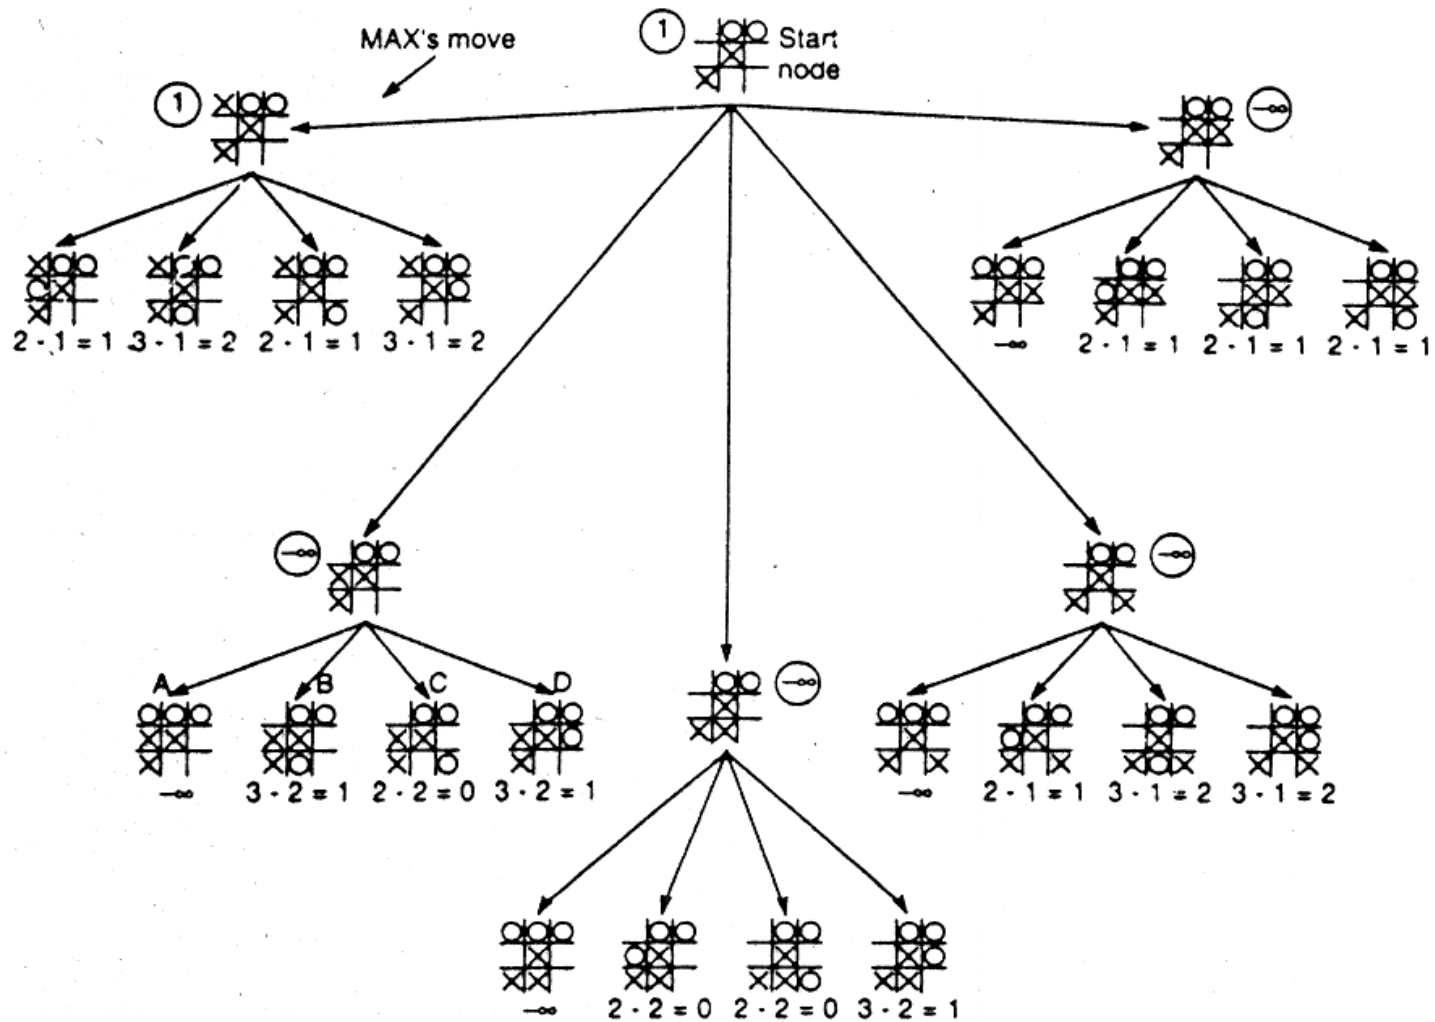 MAX's move
1
Start
node
1
-∞
2 - 1 = 1
3 - 1 = 2
2 - 1 = 1
3 - 1 = 2
-∞
2 - 1 = 1
2 - 1 = 1
2 - 1 = 1
-∞
-∞
A
B
C
D
-∞
-∞
3 - 2 = 1
2 - 2 = 0
3 - 2 = 1
-∞
2 - 1 = 1
3 - 1 = 2
3 - 1 = 2
-∞
2 - 2 = 0
2 - 2 = 0
3 - 2 = 1